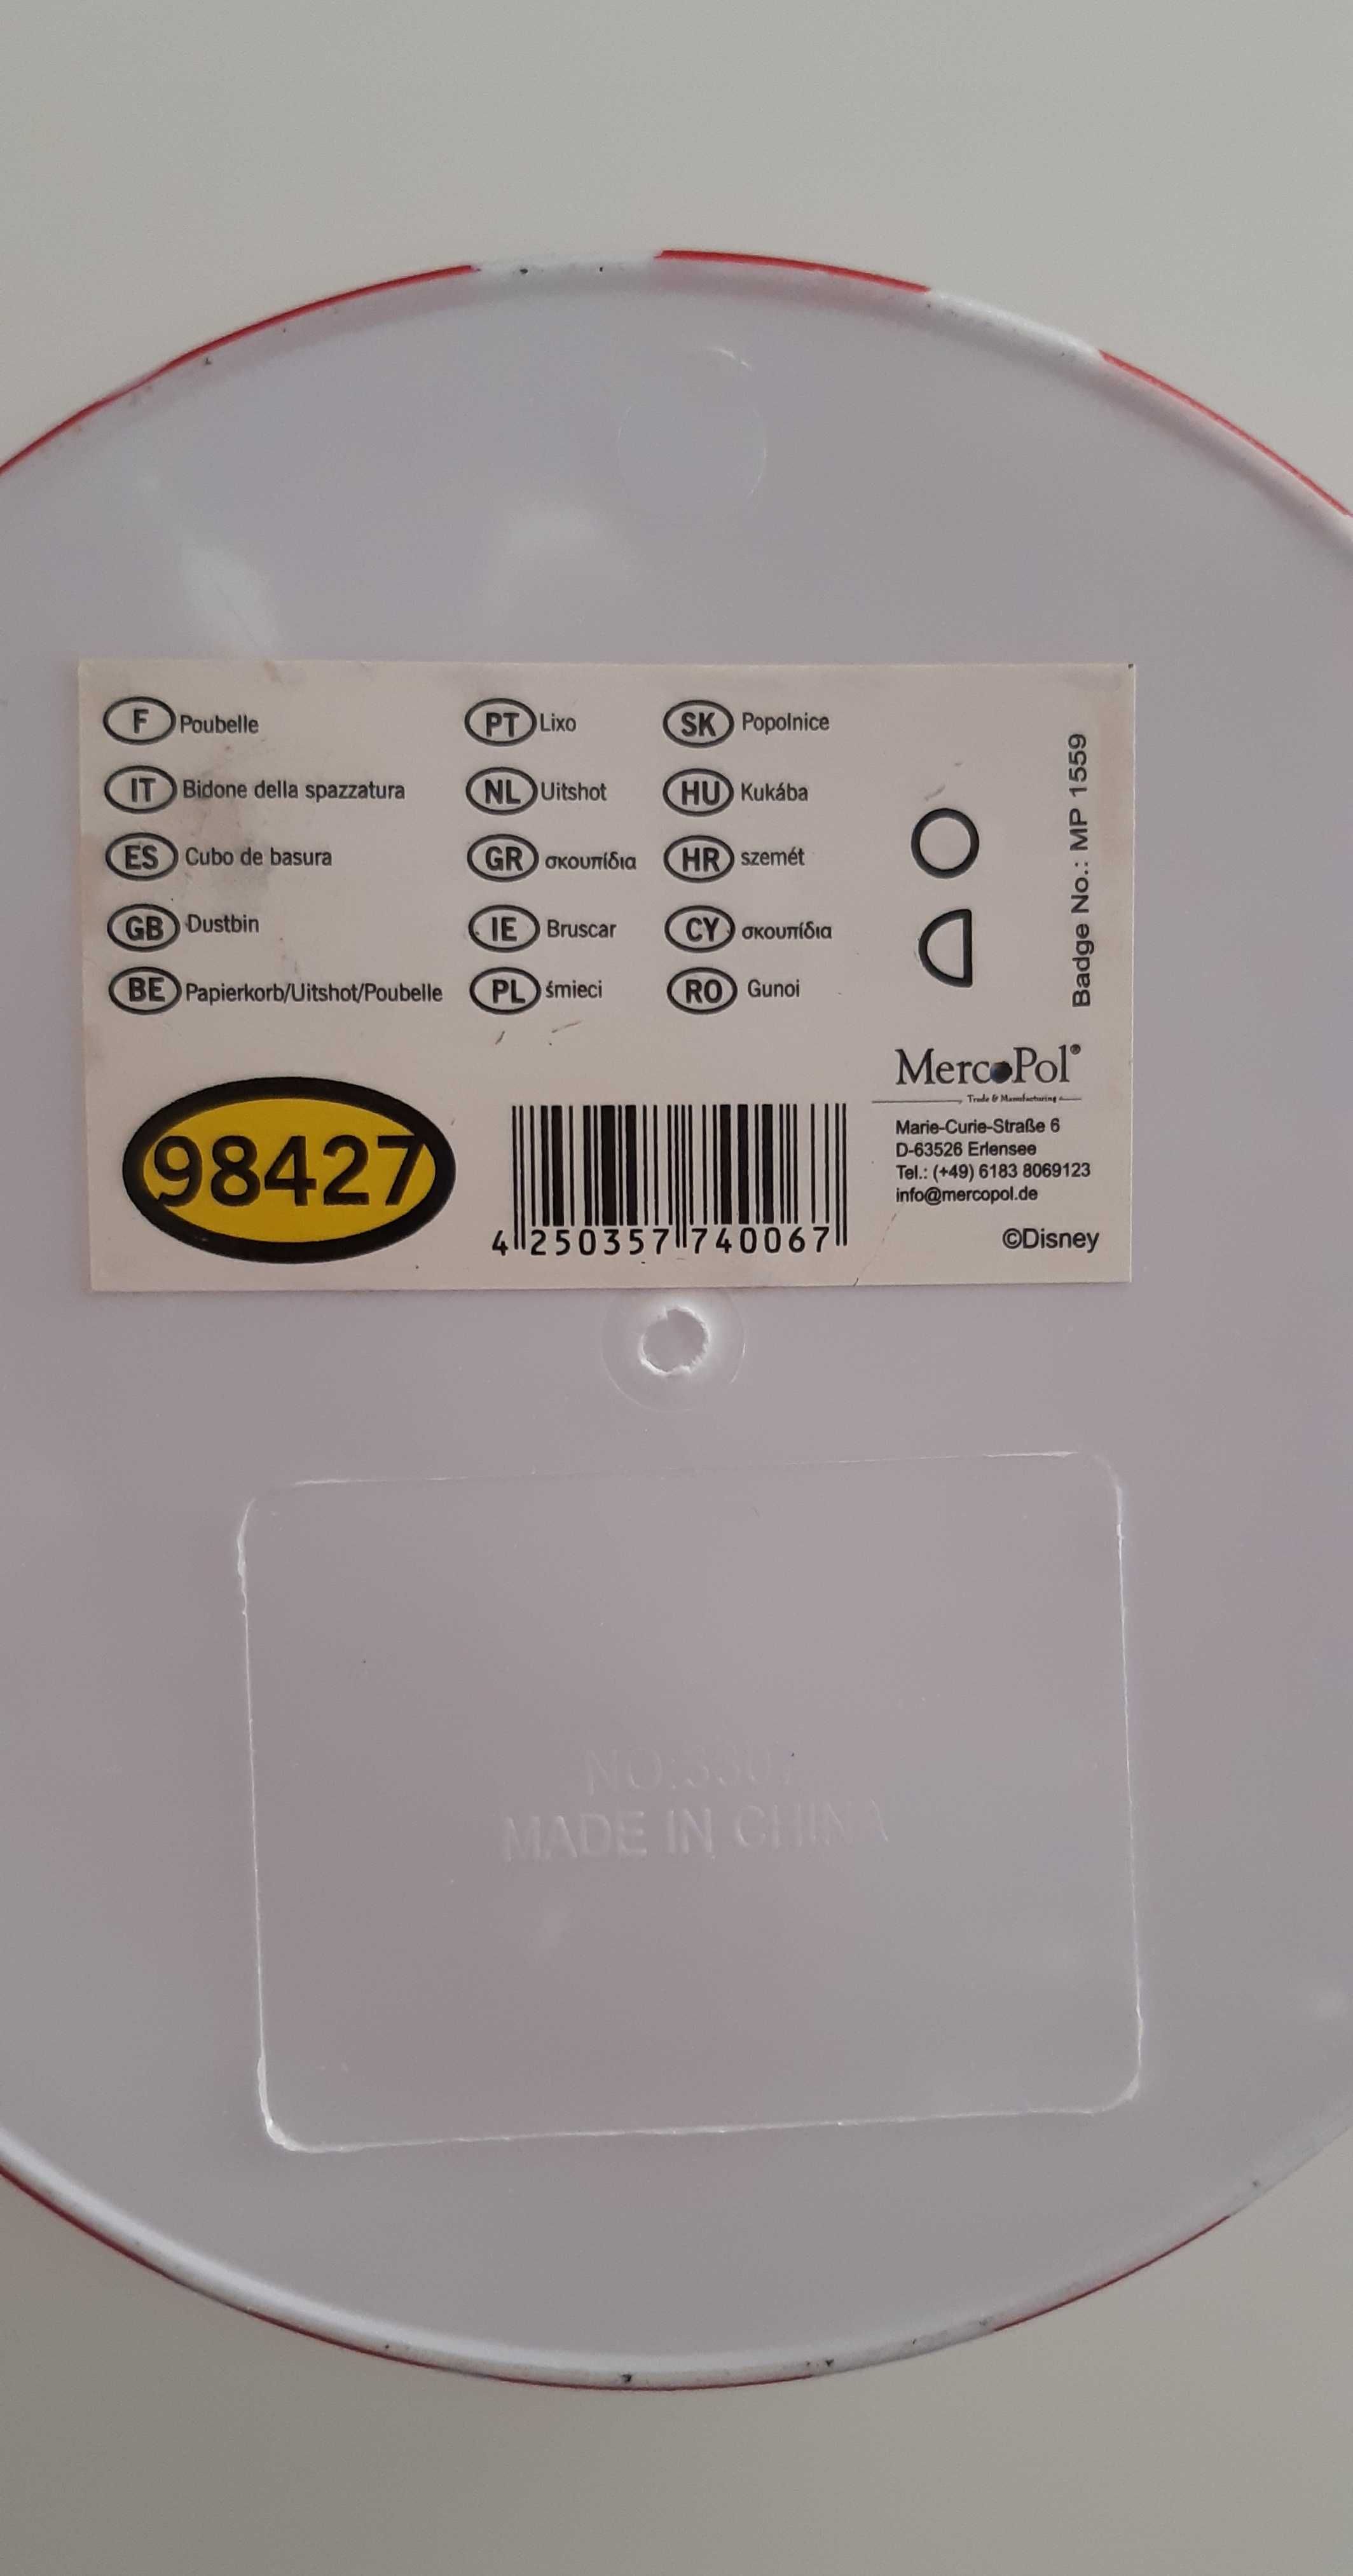 F Poubelle
IT Bidone della spazzatura
ES Cubo de basura
GB Dustbin
BE Papierkorb/Uitshot/Poubelle
PT Lixo
NL Uitshot
GR σκουπίδια
IE Bruscar
PL śmieci
SK Popolnice
HU Kukába
HR szemét
CY σκουπίδια
RO Gunoi
Badge No.: MP 1559
98427
4 250357 740067
MercoPol®
Trade & Manufacturing
Marie-Curie-Straße 6
D-63526 Erlensee
Tel.: (+49) 6183 8069123
info@mercopol.de
©Disney
MADE IN CHINA